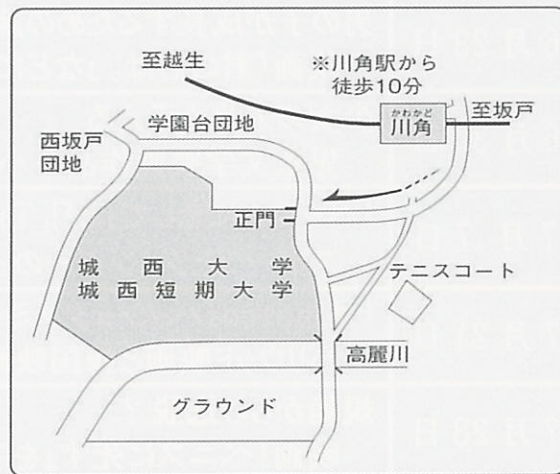 至越生
※川角駅から
徒歩10分
かわかど
川角
至坂戸
学園台団地
西坂戸
団地
正門
城西大学
城西短期大学
テニスコート
高麗川
グラウンド